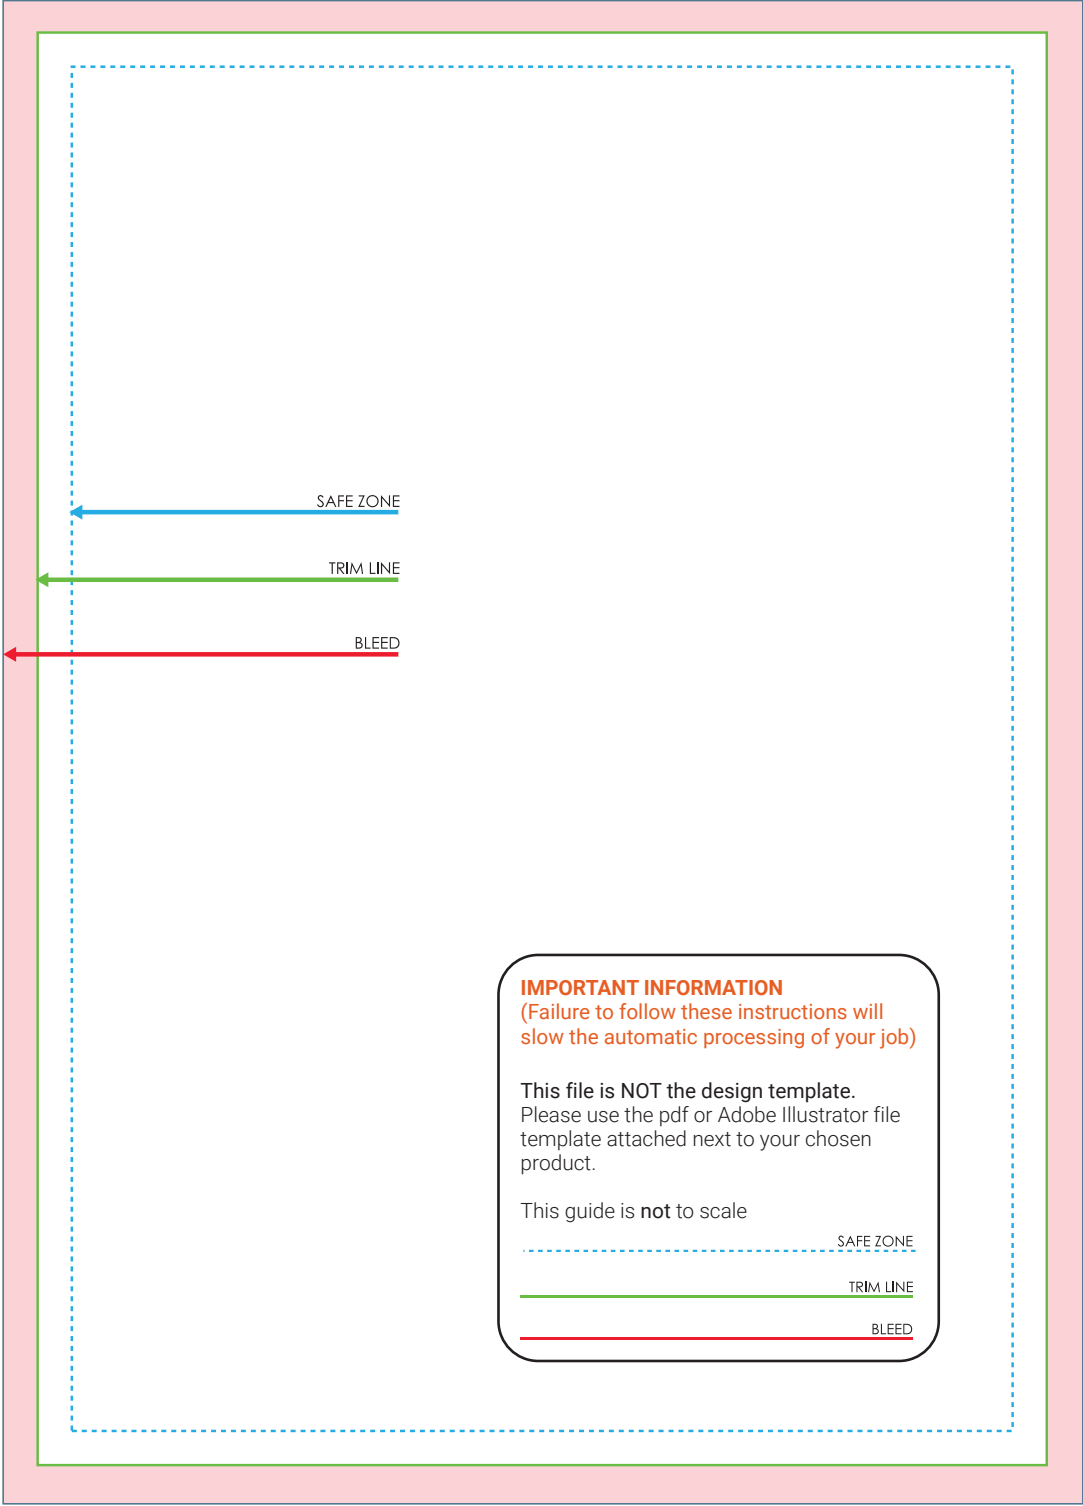 SAFE ZONE
TRIM LINE
BLEED
IMPORTANT INFORMATION
(Failure to follow these instructions will
slow the automatic processing of your job)
This file is NOT the design template.
Please use the pdf or Adobe Illustrator file
template attached next to your chosen
product.
This guide is not to scale
SAFE ZONE
TRIM LINE
BLEED